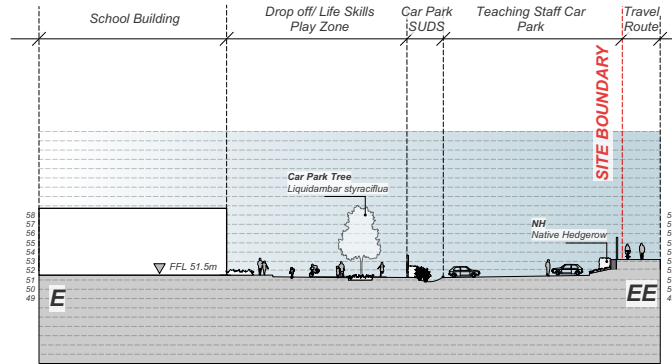 School Building
Drop off/ Life Skills
Play Zone
Car Park
SUDS
Teaching Staff Car
Park
Travel
Route
SITE BOUNDARY
Car Park Tree
Liquidambar styraciflua
NH
Native Hedgerow
58
57
56
55
54
53
52
51
50
49
FFL 51.5m
E
EE